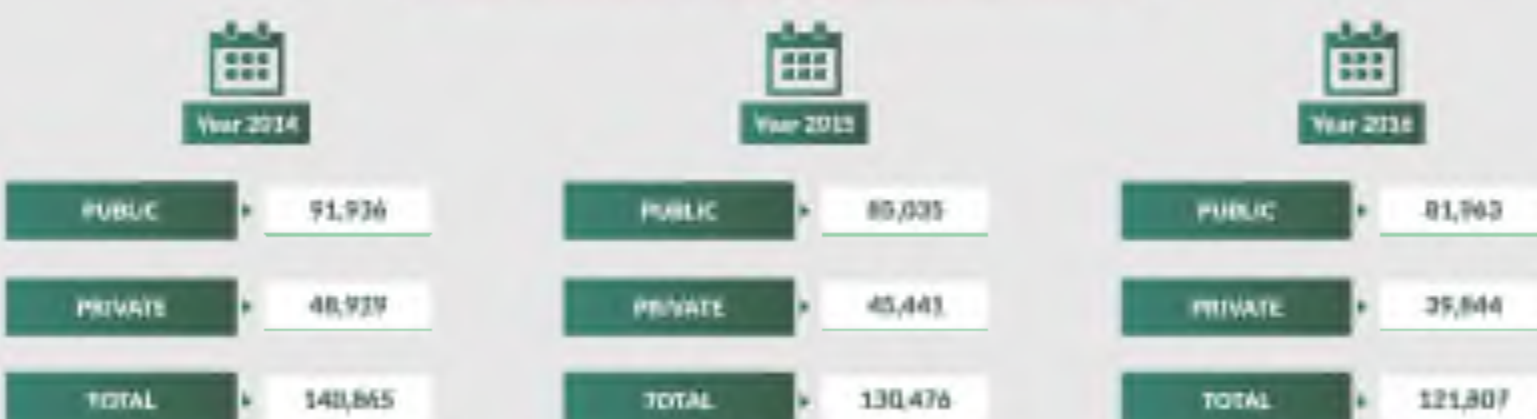 Year 2014 Year 2015 Year 2016
PUBLIC 91,936 PUBLIC 85,035 PUBLIC 81,963
PRIVATE 48,929 PRIVATE 45,441 PRIVATE 39,844
TOTAL 140,865 TOTAL 130,476 TOTAL 121,807